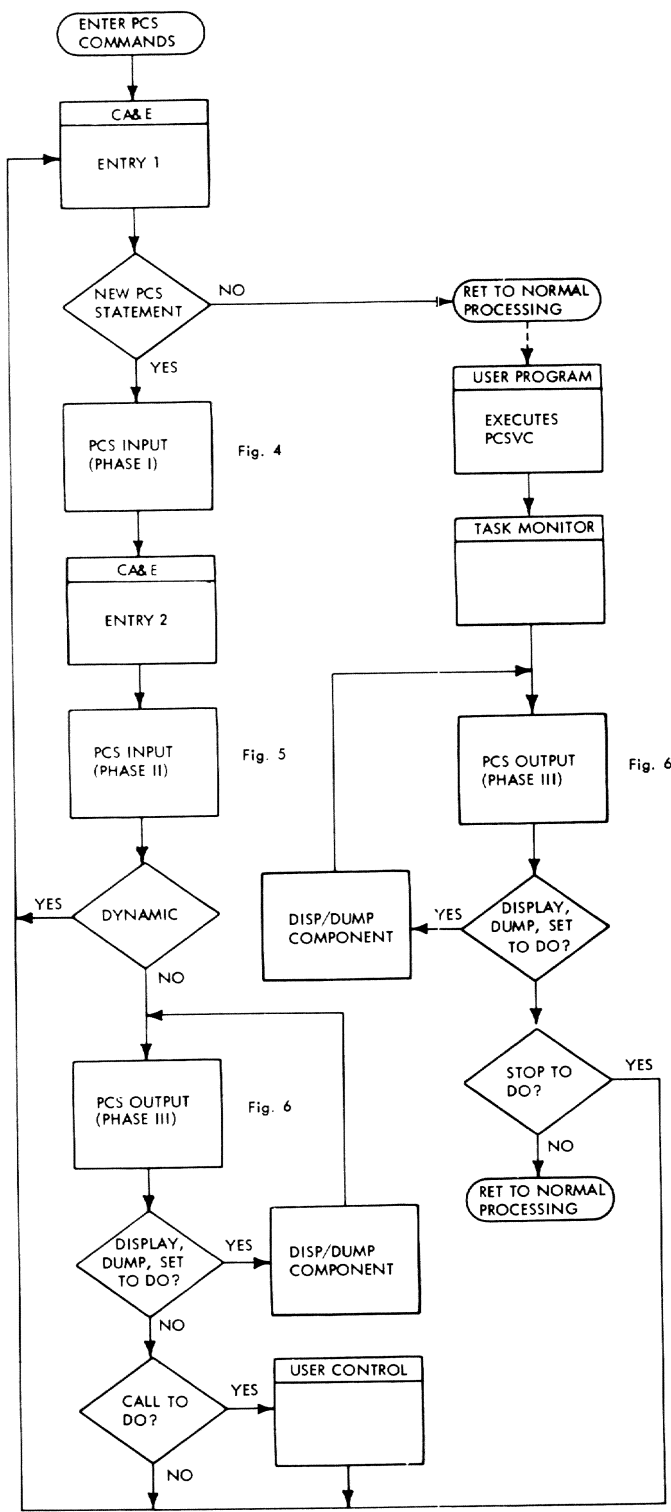 ENTER PCS
COMMANDS
CA&E
ENTRY 1
NEW PCS
STATEMENT
NO
YES
RET TO NORMAL
PROCESSING
USER PROGRAM
EXECUTES
PCSVC
PCS INPUT
(PHASE I)
Fig. 4
TASK MONITOR
CA&E
ENTRY 2
PCS INPUT
(PHASE II)
Fig. 5
PCS OUTPUT
(PHASE III)
Fig. 6
YES
DYNAMIC
NO
DISP/DUMP
COMPONENT
YES
DISPLAY,
DUMP, SET
TO DO?
PCS OUTPUT
(PHASE III)
Fig. 6
STOP TO
DO?
YES
NO
RET TO NORMAL
PROCESSING
DISPLAY,
DUMP, SET
TO DO?
YES
DISP/DUMP
COMPONENT
NO
CALL TO
DO?
YES
USER CONTROL
NO